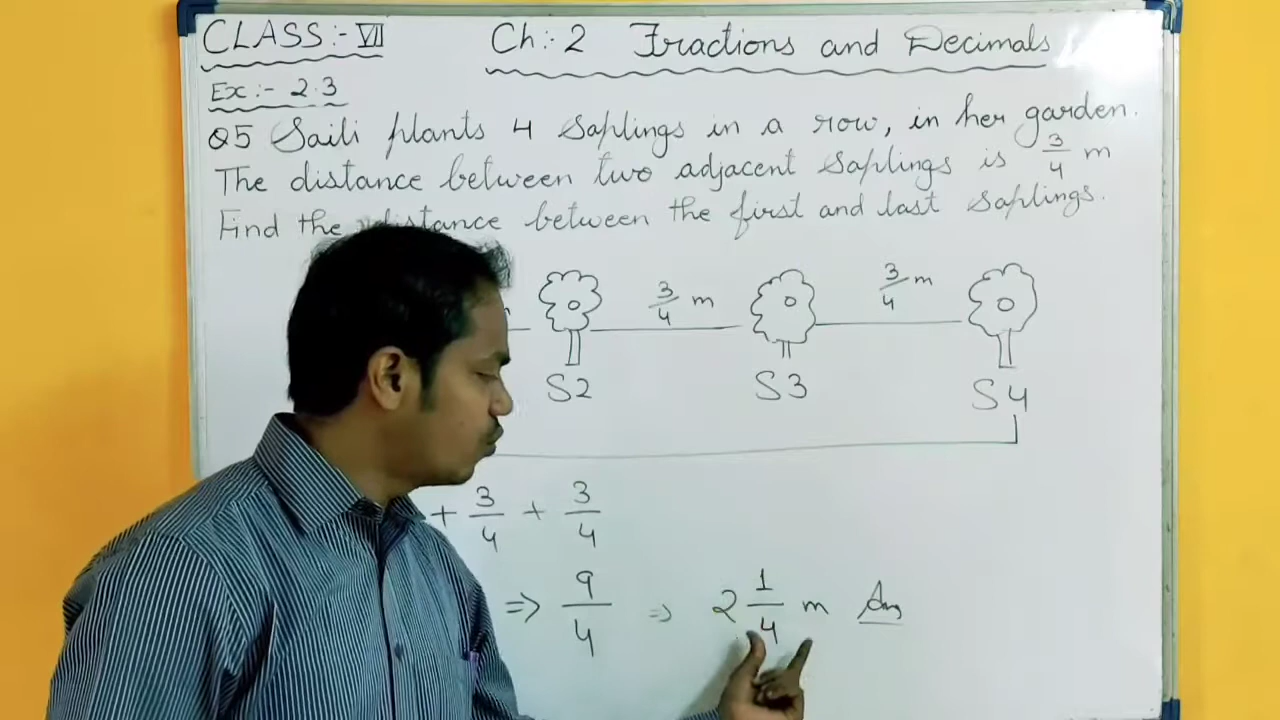 CLASS:- VII Ch:- 2 Fractions and Decimals
Ex:- 2.3
Q5 Saili plants 4 saplings in a row, in her garden.
The distance between two adjacent saplings is 3/4 m
Find the distance between the first and last saplings.
3/4 m 3/4 m
S2 S3 S4
+ 3/4 + 3/4
⇒ 9/4 ⇒ 2 1/4 m Ans